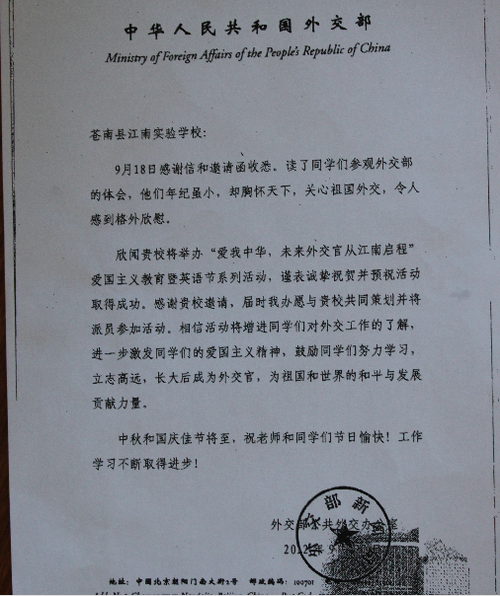 中华人民共和国外交部
Ministry of Foreign Affairs of the People's Republic of China
苍南县江南实验学校：
9月18日感谢信和邀请函收悉。读了同学们参观外交部
的体会，他们年纪虽小，却胸怀天下，关心祖国外交，令人
感到格外欣慰。
欣闻贵校将举办“爱我中华，未来外交官从江南启程”
爱国主义教育暨英语节系列活动，谨表诚挚祝贺并预祝活动
取得成功。感谢贵校邀请，届时我办愿与贵校共同策划并将
派员参加活动。相信活动将增进同学们对外交工作的了解，
进一步激发同学们的爱国主义精神，鼓励同学们努力学习，
立志高远，长大后成为外交官，为祖国和世界的和平与发展
贡献力量。
中秋和国庆佳节将至，祝老师和同学们节日愉快！工作
学习不断取得进步！
外交部公共外交办公室
地址：中国北京朝阳门南大街2号 邮政编码：100701